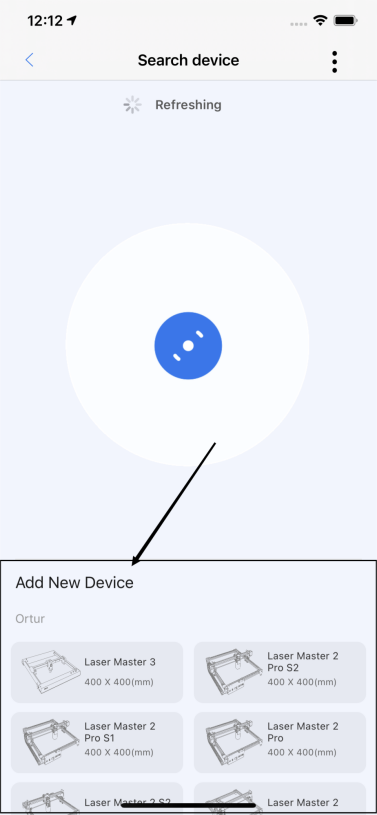 12:12
Search device
Refreshing
Add New Device
Ortur
Laser Master 3
400 X 400(mm)
Laser Master 2
Pro S2
400 X 400(mm)
Laser Master 2
Pro S1
400 X 400(mm)
Laser Master 2
Pro
400 X 400(mm)
Laser Master 2 S2
Laser Master 2